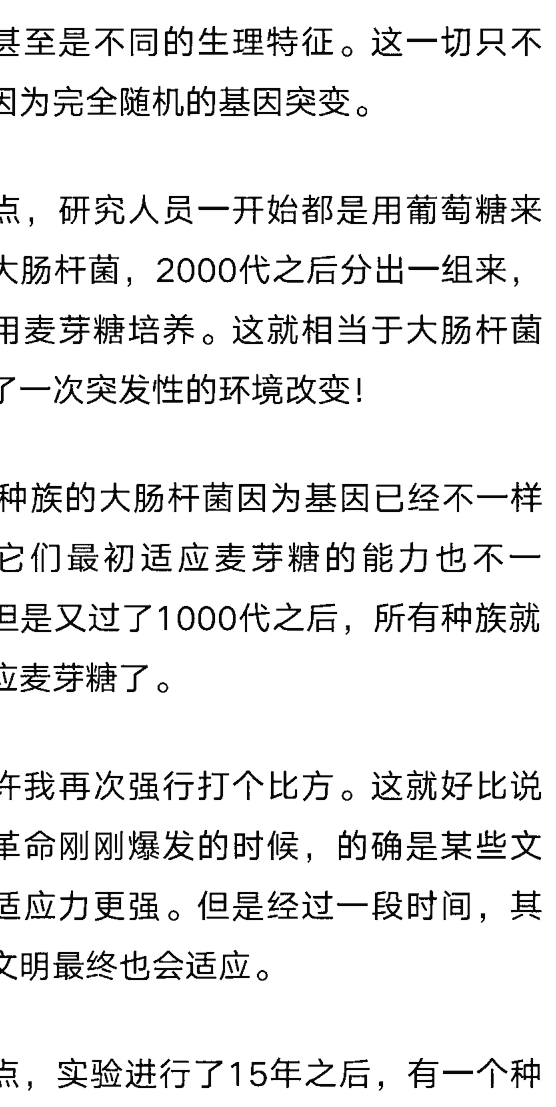 甚至是不同的生理特征。这一切只不
因为完全随机的基因突变。
点，研究人员一开始都是用葡萄糖来
大肠杆菌，2000代之后分出一组来，
用麦芽糖培养。这就相当于大肠杆菌
了一次突发性的环境改变！
种族的大肠杆菌因为基因已经不一样
它们最初适应麦芽糖的能力也不一
但是又过了1000代之后，所有种族就
应麦芽糖了。
许我再次强行打个比方。这就好比说
革命刚刚爆发的时候，的确是某些文
适应力更强。但是经过一段时间，其
文明最终也会适应。
点，实验进行了15年之后，有一个种